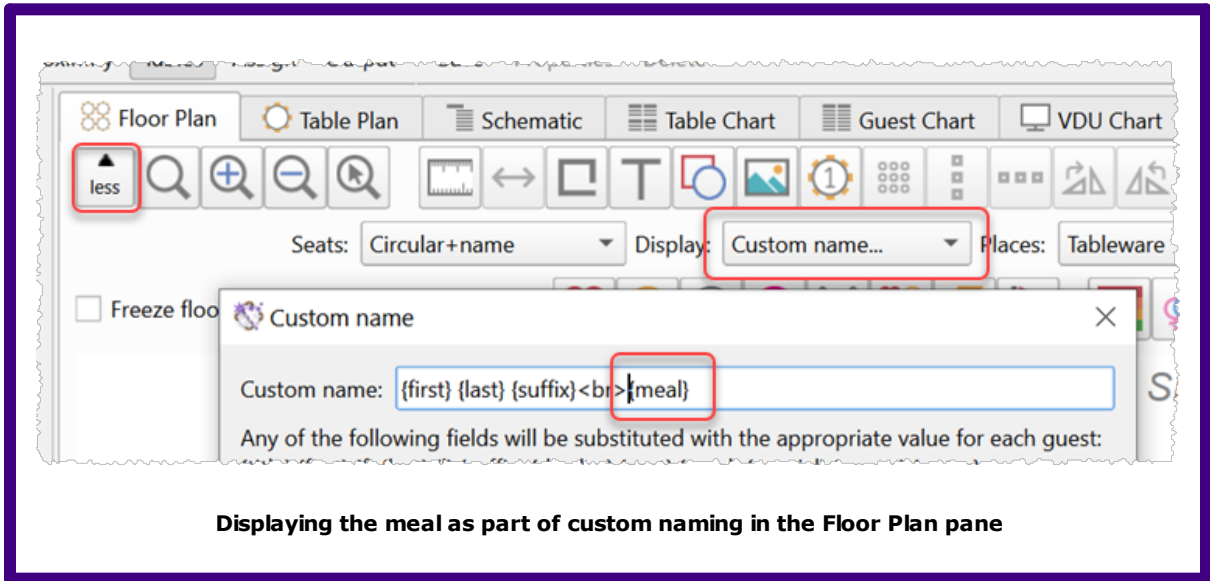 Floor Plan Table Plan Schematic Table Chart Guest Chart VDU Chart
less 1
Seats: Circular+name Display: Custom name... Places: Tableware
Freeze floo
Custom name
Custom name: {first} {last} {suffix}<br>{meal}
Any of the following fields will be substituted with the appropriate value for each guest:
Displaying the meal as part of custom naming in the Floor Plan pane